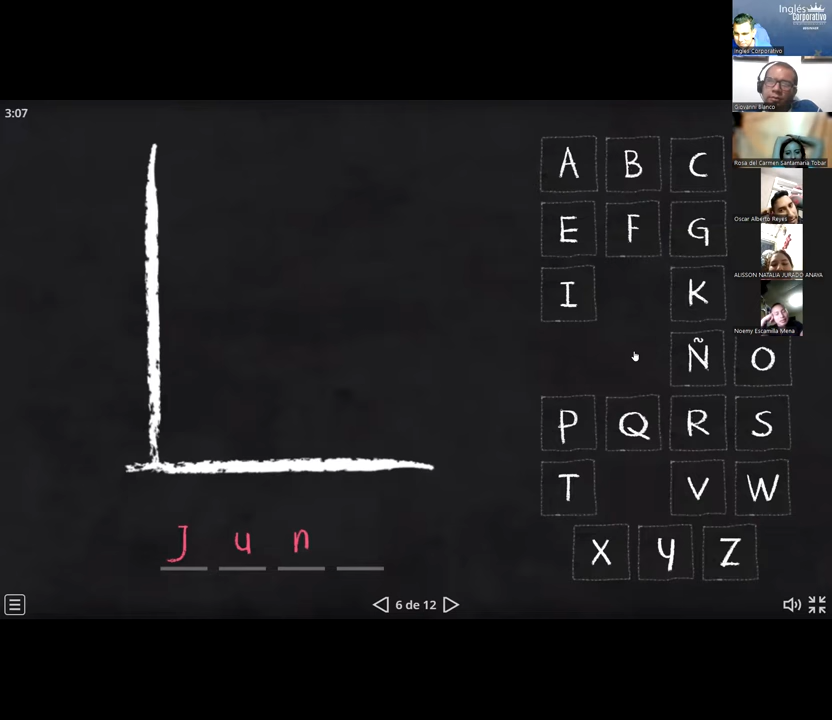 Inglés
Corporativo
Inglés Corporativo
Giovanni Bianco
Rosa del Carmen Santamaria Tobar
Oscar Alberto Reyes
ALISSON NATALIA JURADO ANAYA
Noemy Escamilla Mena
3:07
A B C
E F G
I K
Ñ O
P Q R S
T V W
X Y Z
J u n
6 de 12